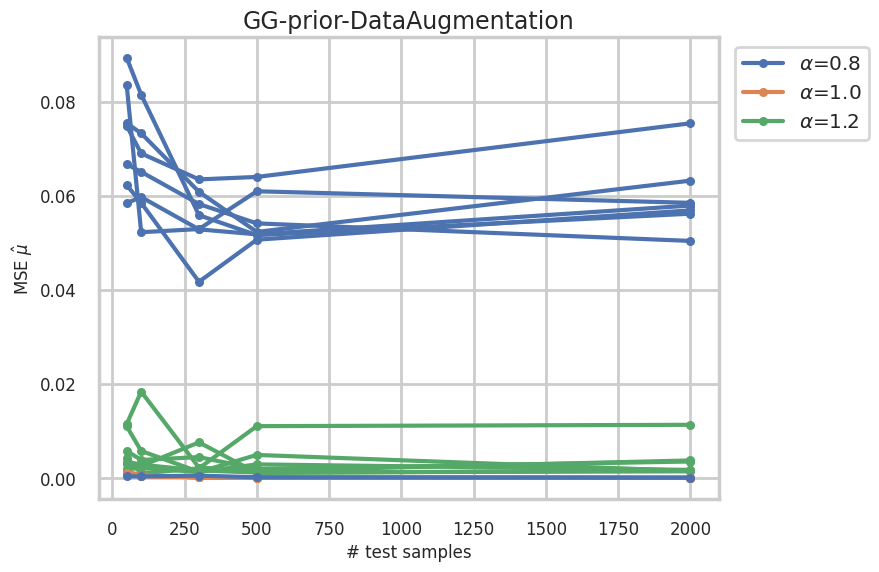 GG-prior-DataAugmentation
α=0.8
α=1.0
α=1.2
0.08
0.06
0.04
0.02
0.00
MSE μ̂
0 250 500 750 1000 1250 1500 1750 2000
# test samples